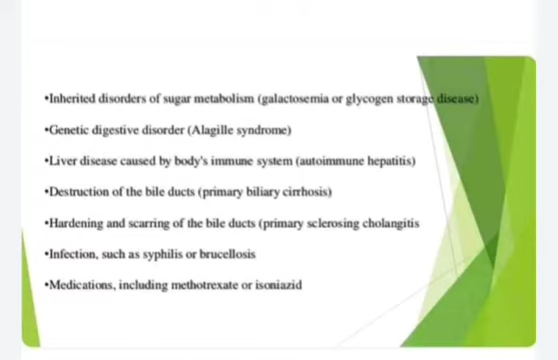 •Inherited disorders of sugar metabolism (galactosemia or glycogen storage disease)
•Genetic digestive disorder (Alagille syndrome)
•Liver disease caused by body's immune system (autoimmune hepatitis)
•Destruction of the bile ducts (primary biliary cirrhosis)
•Hardening and scarring of the bile ducts (primary sclerosing cholangitis
•Infection, such as syphilis or brucellosis
•Medications, including methotrexate or isoniazid